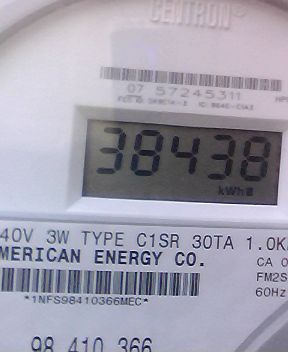 CENTRON®
07 57245311
38438
kWh
40V 3W TYPE C1SR 30TA 1.0K
MERICAN ENERGY CO.
CA 0
FM2S
60Hz
*1NFS98410366MEC*
98 410 366